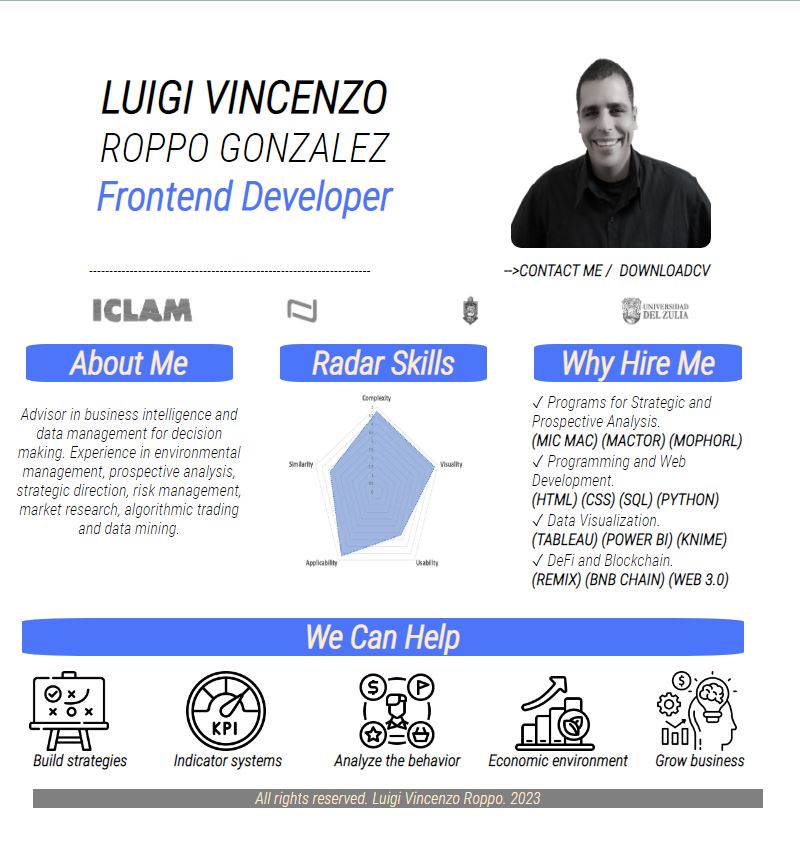 LUIGI VINCENZO
ROPPO GONZALEZ
Frontend Developer
-->CONTACT ME / DOWNLOADCV
ICLAM
UNIVERSIDAD
DEL ZULIA
About Me
Advisor in business intelligence and
data management for decision
making. Experience in environmental
management, prospective analysis,
strategic direction, risk management,
market research, algorithmic trading
and data mining.
Radar Skills
Complexity
Similarity
Visuality
Applicability
Usability
Why Hire Me
✓ Programs for Strategic and
Prospective Analysis.
(MIC MAC) (MACTOR) (MOPHORL)
✓ Programming and Web
Development.
(HTML) (CSS) (SQL) (PYTHON)
✓ Data Visualization.
(TABLEAU) (POWER BI) (KNIME)
✓ DeFi and Blockchain.
(REMIX) (BNB CHAIN) (WEB 3.0)
We Can Help
KPI
Build strategies
Indicator systems
Analyze the behavior
Economic environment
Grow business
All rights reserved. Luigi Vincenzo Roppo. 2023